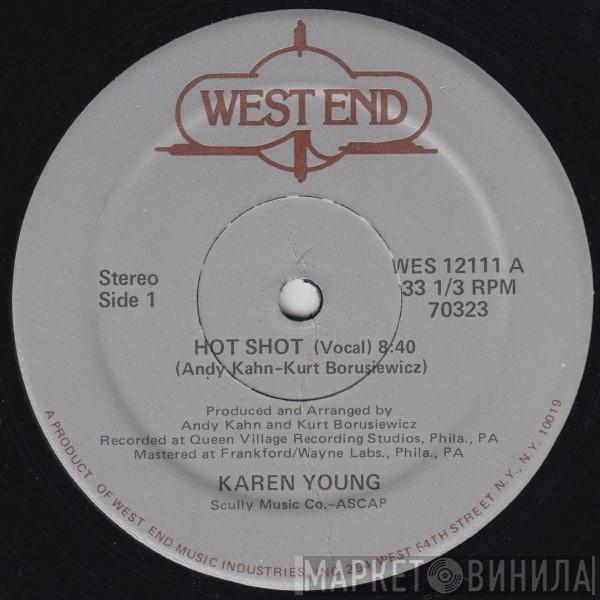 WEST END
Stereo
Side 1
WES 12111 A
33 1/3 RPM
70323
HOT SHOT (Vocal) 8:40
(Andy Kahn-Kurt Borusiewicz)
Produced and Arranged by
Andy Kahn and Kurt Borusiewicz
Recorded at Queen Village Recording Studios, Phila., PA
Mastered at Frankford/Wayne Labs., Phila., PA
KAREN YOUNG
Scully Music Co.-ASCAP
A PRODUCT OF WEST END MUSIC INDUSTRIES, INC. 254 WEST 54TH STREET N.Y., N.Y. 10019
МАРКЕТ ВИНИЛА